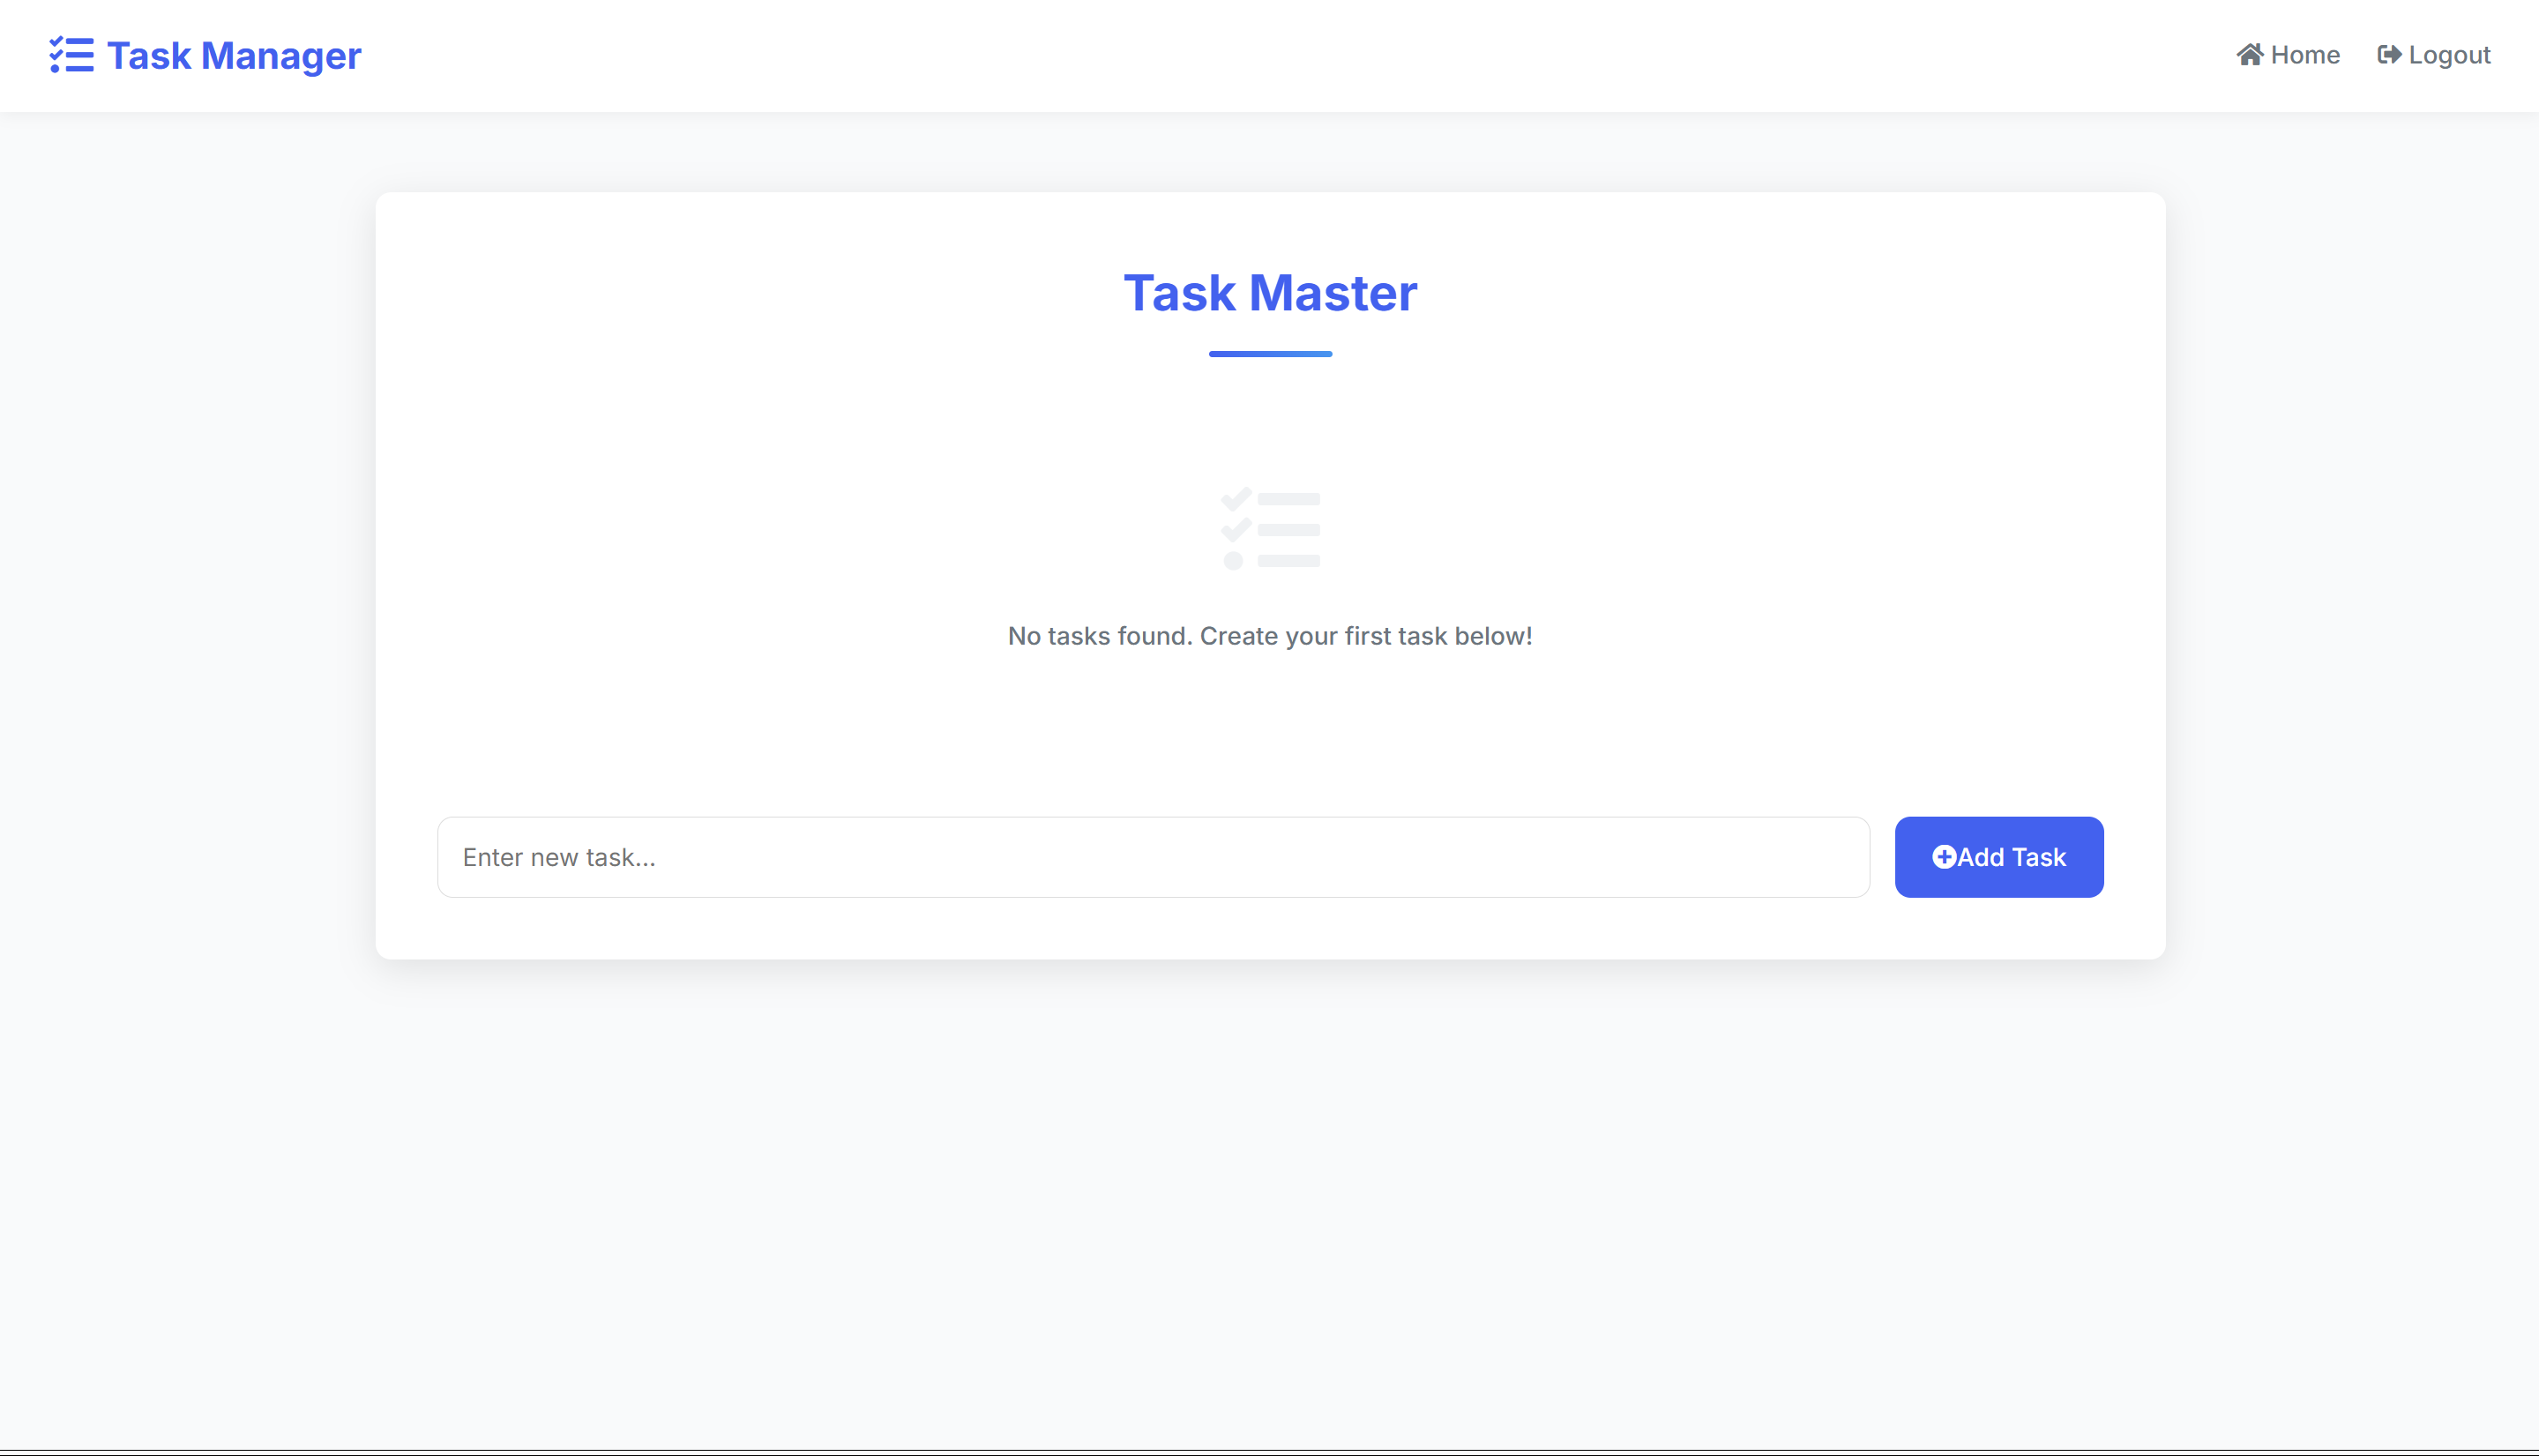 Task Manager
Home
Logout
Task Master
No tasks found. Create your first task below!
Enter new task...
Add Task